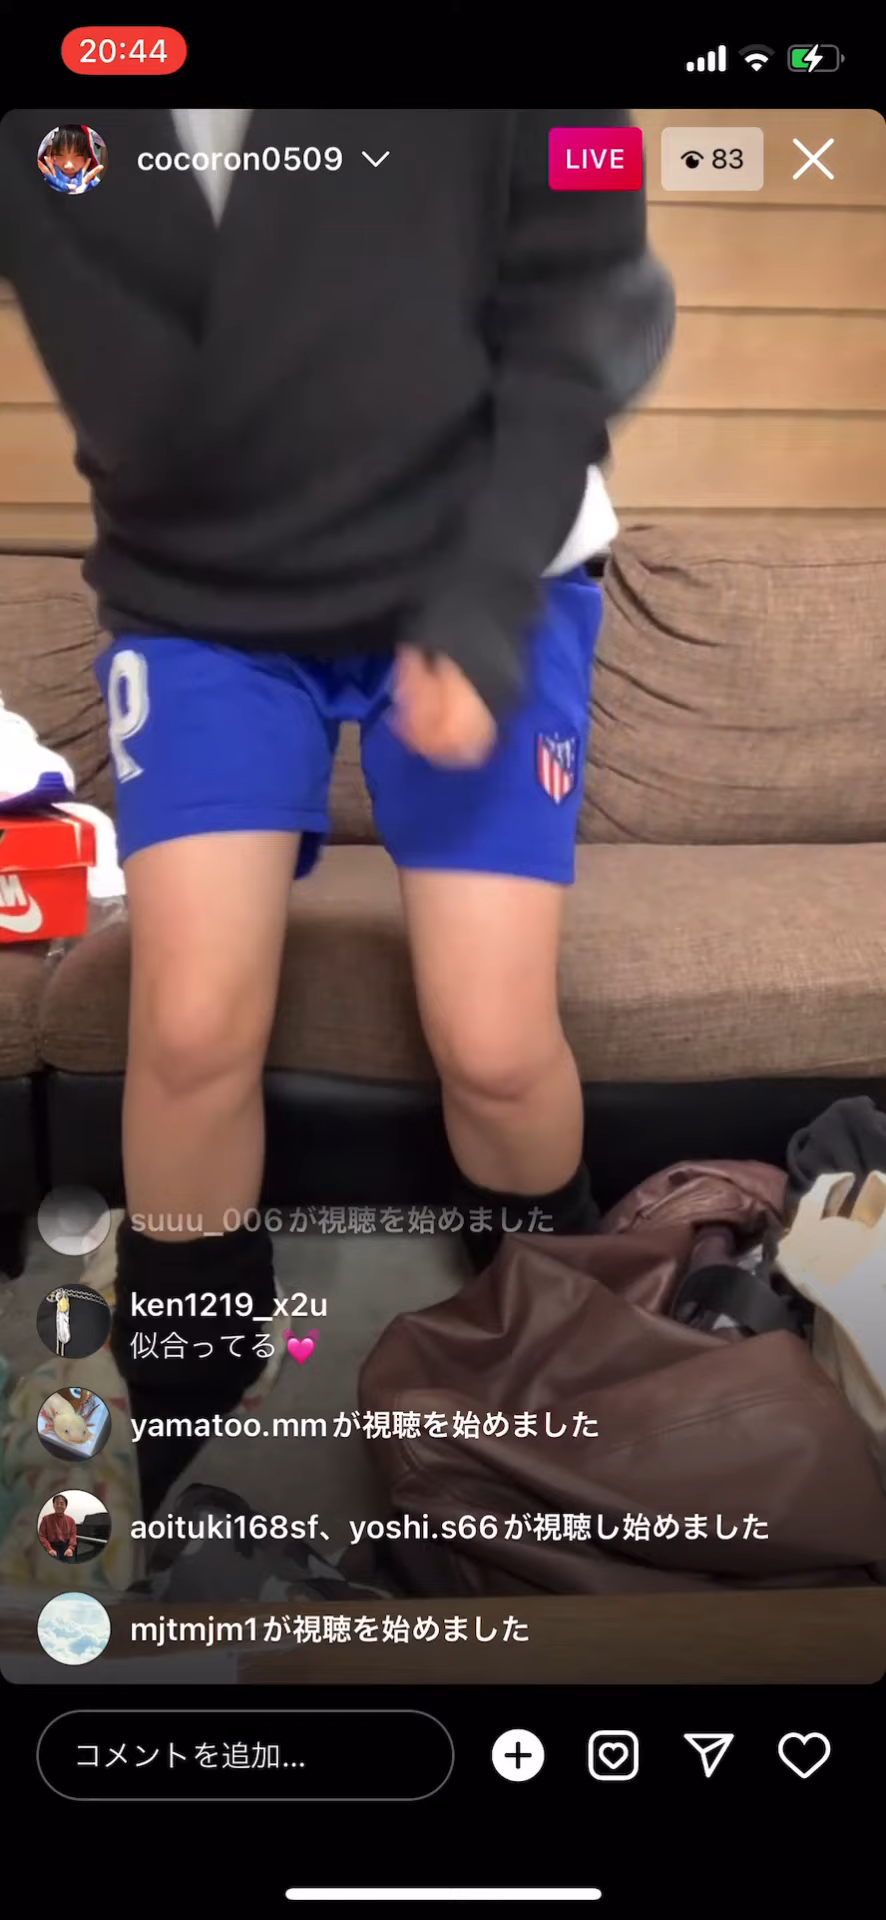 20:44
cocoron0509
LIVE
83
9
suuu_006が視聴を始めました
ken1219_x2u
似合ってる💓
yamatoo.mmが視聴を始めました
aoituki168sf、yoshi.s66が視聴し始めました
mjtmjm1が視聴を始めました
コメントを追加...